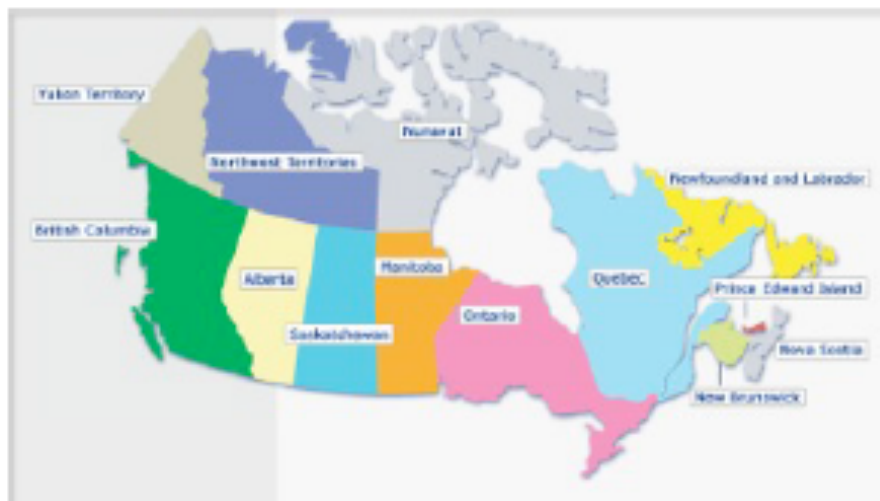 Yukon Territory
Nunavut
Northwest Territories
Newfoundland and Labrador
British Columbia
Alberta
Manitoba
Quebec
Prince Edward Island
Saskatchewan
Ontario
Nova Scotia
New Brunswick